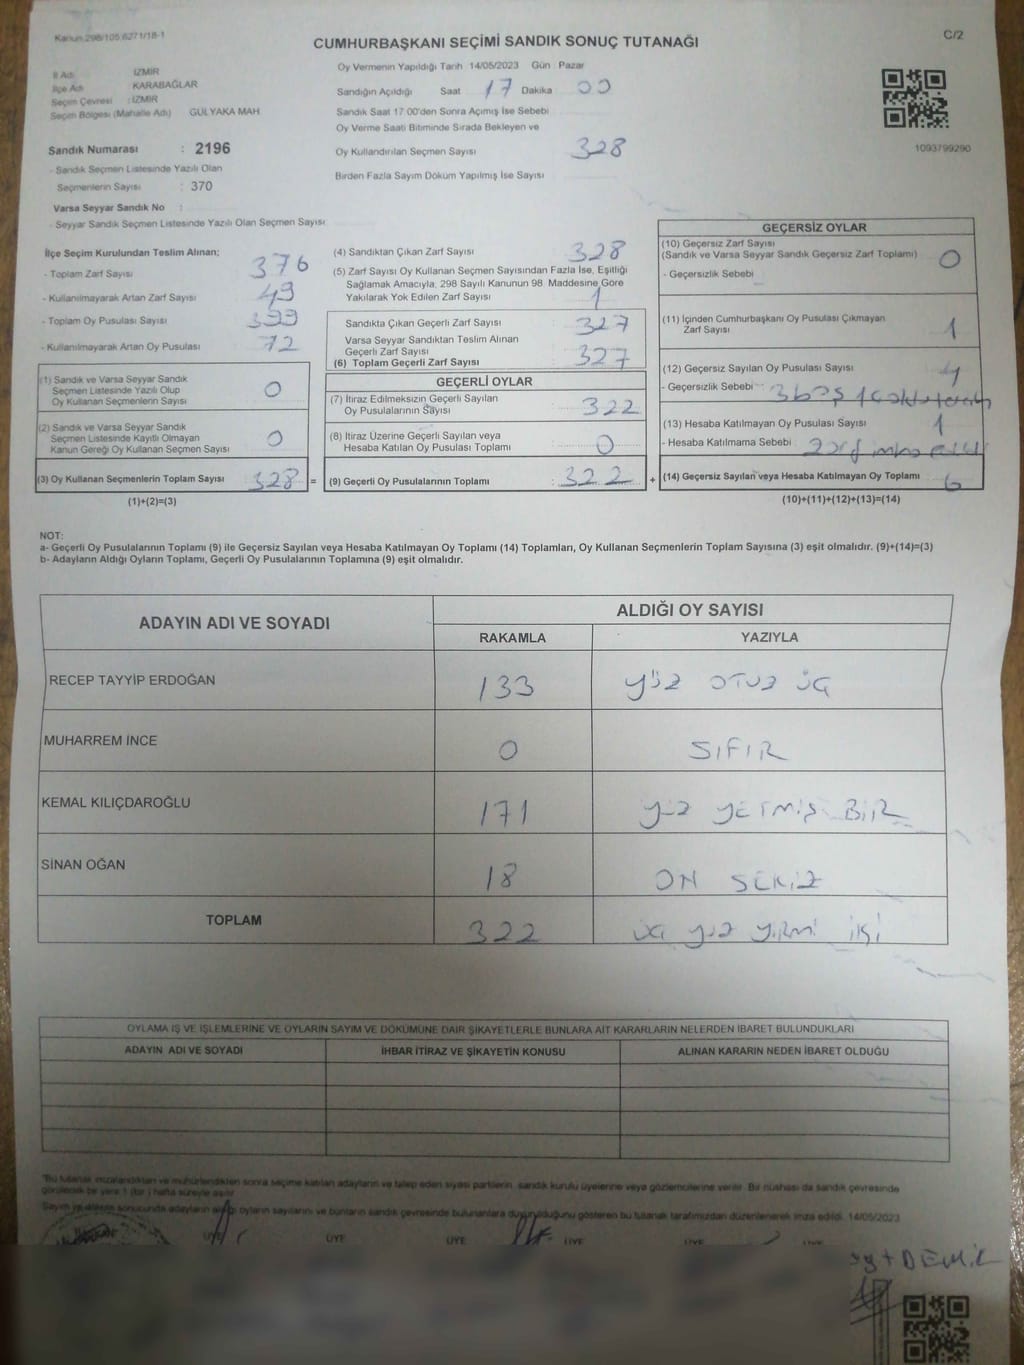 Kanun 298/105 6271/18-1
C/2
CUMHURBAŞKANI SEÇİMİ SANDIK SONUÇ TUTANAĞI
İl Adı : İZMİR
İlçe Adı KARABAĞLAR
Seçim Çevresi : İZMİR
Seçim Bölgesi (Mahalle Adı) GÜLYAKA MAH.
Sandık Numarası : 2196
- Sandık Seçmen Listesinde Yazılı Olan
Seçmenlerin Sayısı : 370
Varsa Seyyar Sandık No :
- Seyyar Sandık Seçmen Listesinde Yazılı Olan Seçmen Sayısı
Oy Vermenin Yapıldığı Tarih 14/05/2023 Gün Pazar
Sandığın Açıldığı Saat 17 Dakika 00
Sandık Saat 17.00'den Sonra Açılmış İse Sebebi
Oy Verme Saati Bitiminde Sırada Bekleyen ve
Oy Kullandırılan Seçmen Sayısı 328
Birden Fazla Sayım Döküm Yapılmış İse Sayısı
1093799290
İlçe Seçim Kurulundan Teslim Alınan;
- Toplam Zarf Sayısı 376
- Kullanılmayarak Artan Zarf Sayısı 49
- Toplam Oy Pusulası Sayısı 399
- Kullanılmayarak Artan Oy Pusulası 72
(1) Sandık ve Varsa Seyyar Sandık
Seçmen Listesinde Yazılı Olup
Oy Kullanan Seçmenlerin Sayısı 0
(2) Sandık ve Varsa Seyyar Sandık
Seçmen Listesinde Kayıtlı Olmayan
Kanun Gereği Oy Kullanan Seçmen Sayısı 0
(3) Oy Kullanan Seçmenlerin Toplam Sayısı 328 =
(1)+(2)=(3)
(4) Sandıktan Çıkan Zarf Sayısı 328
(5) Zarf Sayısı Oy Kullanan Seçmen Sayısından Fazla İse, Eşitliği
Sağlamak Amacıyla, 298 Sayılı Kanunun 98. Maddesine Göre
Yakılarak Yok Edilen Zarf Sayısı 1
Sandıkta Çıkan Geçerli Zarf Sayısı : 327
Varsa Seyyar Sandıktan Teslim Alınan
Geçerli Zarf Sayısı
(6) Toplam Geçerli Zarf Sayısı : 327
GEÇERLİ OYLAR
(7) İtiraz Edilmeksizin Geçerli Sayılan
Oy Pusulalarının Sayısı : 322
(8) İtiraz Üzerine Geçerli Sayılan veya
Hesaba Katılan Oy Pusulası Toplamı : 0
(9) Geçerli Oy Pusulalarının Toplamı : 322 +
GEÇERSİZ OYLAR
(10) Geçersiz Zarf Sayısı
(Sandık ve Varsa Seyyar Sandık Geçersiz Zarf Toplamı) 0
- Geçersizlik Sebebi
(11) İçinden Cumhurbaşkanı Oy Pusulası Çıkmayan
Zarf Sayısı 1
(12) Geçersiz Sayılan Oy Pusulası Sayısı 4
- Geçersizlik Sebebi : 3 boş 1
(13) Hesaba Katılmayan Oy Pusulası Sayısı 1
- Hesaba Katılmama Sebebi zarf imha
(14) Geçersiz Sayılan veya Hesaba Katılmayan Oy Toplamı 6
(10)+(11)+(12)+(13)=(14)
NOT:
a- Geçerli Oy Pusulalarının Toplamı (9) ile Geçersiz Sayılan veya Hesaba Katılmayan Oy Toplamı (14) Toplamları, Oy Kullanan Seçmenlerin Toplam Sayısına (3) eşit olmalıdır. (9)+(14)=(3)
b- Adayların Aldığı Oyların Toplamı, Geçerli Oy Pusulalarının Toplamına (9) eşit olmalıdır.
ADAYIN ADI VE SOYADI ALDIĞI OY SAYISI
RAKAMLA YAZIYLA
RECEP TAYYİP ERDOĞAN 133 YÜZ OTUZ ÜÇ
MUHARREM İNCE 0 SIFIR
KEMAL KILIÇDAROĞLU 171 YÜZ YETMİŞ BİR
SİNAN OĞAN 18 ON SEKİZ
TOPLAM 322 ÜÇ YÜZ YİRMİ İKİ
OYLAMA İŞ VE İŞLEMLERİNE VE OYLARIN SAYIM VE DÖKÜMÜNE DAİR ŞİKAYETLERLE BUNLARA AİT KARARLARIN NELERDEN İBARET BULUNDUKLARI
ADAYIN ADI VE SOYADI İHBAR İTİRAZ VE ŞİKAYETİN KONUSU ALINAN KARARIN NEDEN İBARET OLDUĞU
"Bu tutanak imzalandıktan ve mühürlendikten sonra seçime katılan adayların ve talep eden siyasi partilerin sandık kurulu üyelerine veya gözlemcilerine verilir. Bir nüshası da sandık çevresinde
görülecek bir yere 1 (bir) hafta süreyle asılır
Sayım ve döküm sonucunda adayların aldığı oyların sayılarını ve bunların sandık çevresinde bulunanlara duyurulduğunu gösteren bu tutanak tarafımızdan düzenlenerek imza edildi. 14/05/2023
ÜYE ÜYE ÜYE ÜYE ÜYE ÜYE
DEMİR